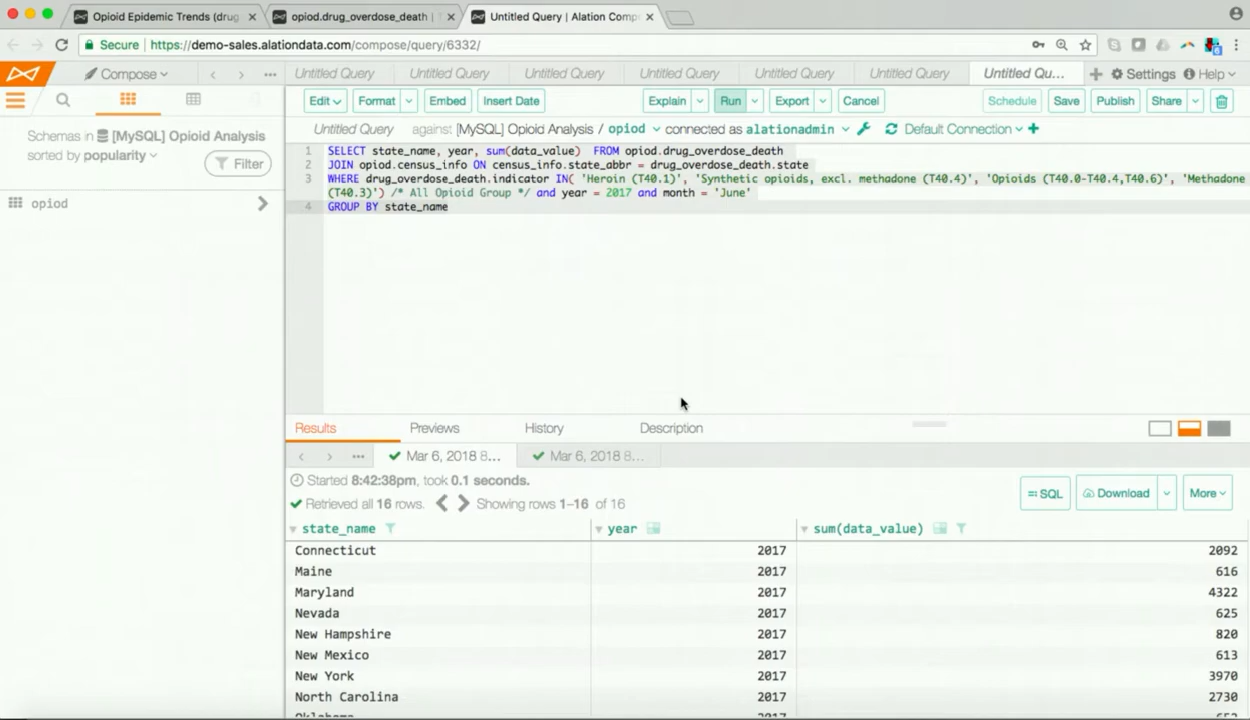 Opioid Epidemic Trends (drug
opiod.drug_overdose_death |
Untitled Query | Alation Comp
Secure https://demo-sales.alationdata.com/compose/query/6332/
Compose
Untitled Query Untitled Query Untitled Query Untitled Query Untitled Query Untitled Query Untitled Qu... + Settings Help
Edit Format Embed Insert Date Explain Run Export Cancel Schedule Save Publish Share
Schemas in [MySQL] Opioid Analysis
sorted by popularity
Filter
opiod
Untitled Query against [MySQL] Opioid Analysis / opiod connected as alationadmin Default Connection +
1 SELECT state_name, year, sum(data_value) FROM opiod.drug_overdose_death
2 JOIN opiod.census_info ON census_info.state_abbr = drug_overdose_death.state
3 WHERE drug_overdose_death.indicator IN( 'Heroin (T40.1)', 'Synthetic opioids, excl. methadone (T40.4)', 'Opioids (T40.0-T40.4,T40.6)', 'Methadone
(T40.3)') /* All Opioid Group */ and year = 2017 and month = 'June'
4 GROUP BY state_name
Results Previews History Description
Mar 6, 2018 8... Mar 6, 2018 8...
Started 8:42:38pm, took 0.1 seconds.
Retrieved all 16 rows. Showing rows 1–16 of 16
SQL Download More
state_name year sum(data_value)
Connecticut 2017 2092
Maine 2017 616
Maryland 2017 4322
Nevada 2017 625
New Hampshire 2017 820
New Mexico 2017 613
New York 2017 3970
North Carolina 2017 2730